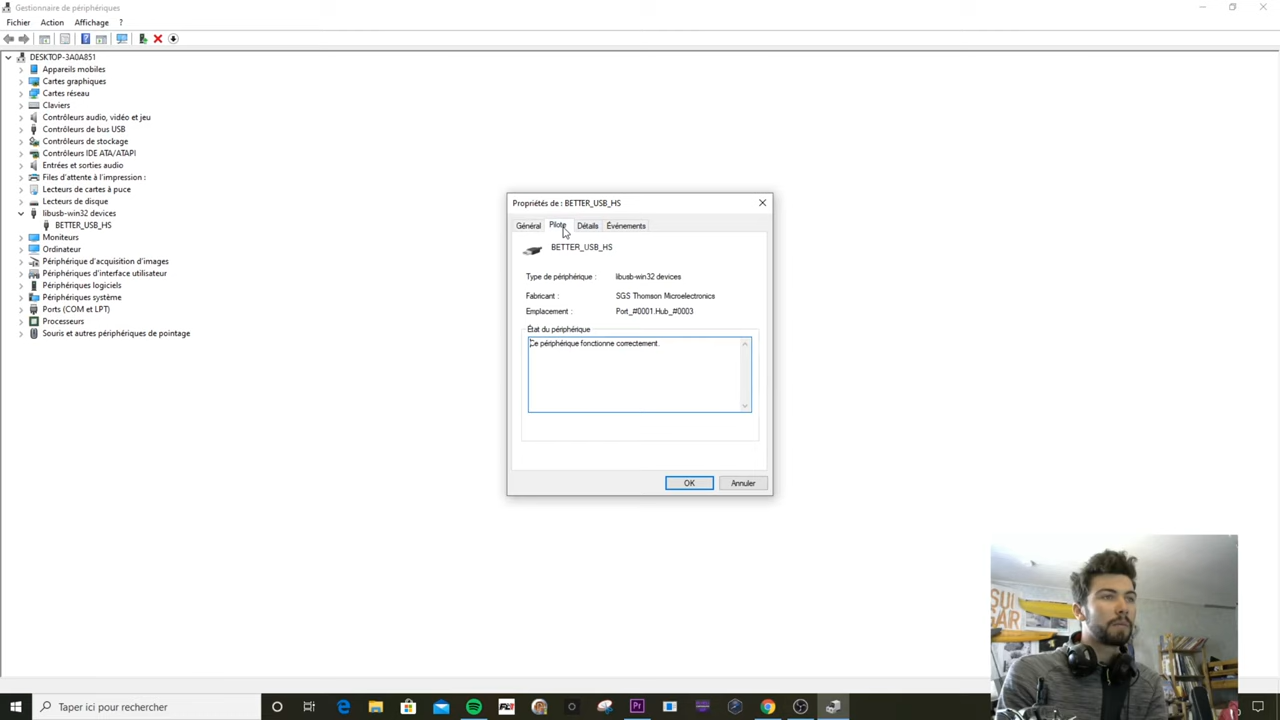 Gestionnaire de périphériques
Fichier Action Affichage ?
DESKTOP-3A0A851
Appareils mobiles
Cartes graphiques
Cartes réseau
Claviers
Contrôleurs audio, vidéo et jeu
Contrôleurs de bus USB
Contrôleurs de stockage
Contrôleurs IDE ATA/ATAPI
Entrées et sorties audio
Files d'attente à l'impression :
Lecteurs de cartes à puce
Lecteurs de disque
libusb-win32 devices
BETTER_USB_HS
Moniteurs
Ordinateur
Périphérique d'acquisition d'images
Périphériques d'interface utilisateur
Périphériques logiciels
Périphériques système
Ports (COM et LPT)
Processeurs
Souris et autres périphériques de pointage
Propriétés de : BETTER_USB_HS
Général Pilote Détails Événements
BETTER_USB_HS
Type de périphérique : libusb-win32 devices
Fabricant : SGS Thomson Microelectronics
Emplacement : Port_#0001.Hub_#0003
État du périphérique
Ce périphérique fonctionne correctement.
OK Annuler
SUGAR
Taper ici pour rechercher
Pr